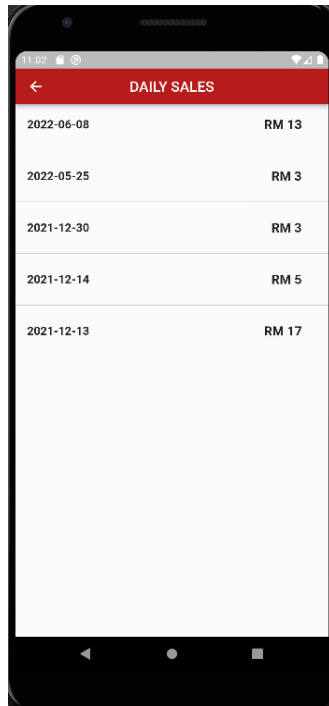 11:02
DAILY SALES
2022-06-08 RM 13
2022-05-25 RM 3
2021-12-30 RM 3
2021-12-14 RM 5
2021-12-13 RM 17